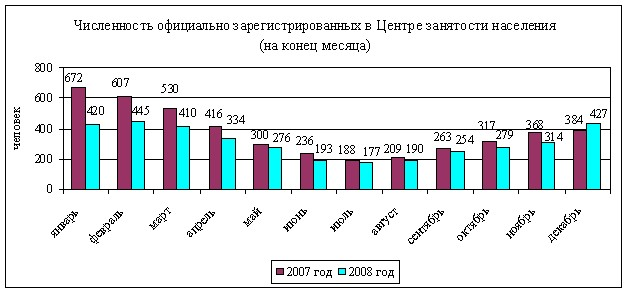 Численность официально зарегистрированных в Центре занятости населения
(на конец месяца)
человек
800
600
400
200
0
672 420 607 445 530 410 416 334 300 276 236 193 188 177 209 190 263 254 317 279 368 314 384 427
январь февраль март апрель май июнь июль август сентябрь октябрь ноябрь декабрь
2007 год 2008 год